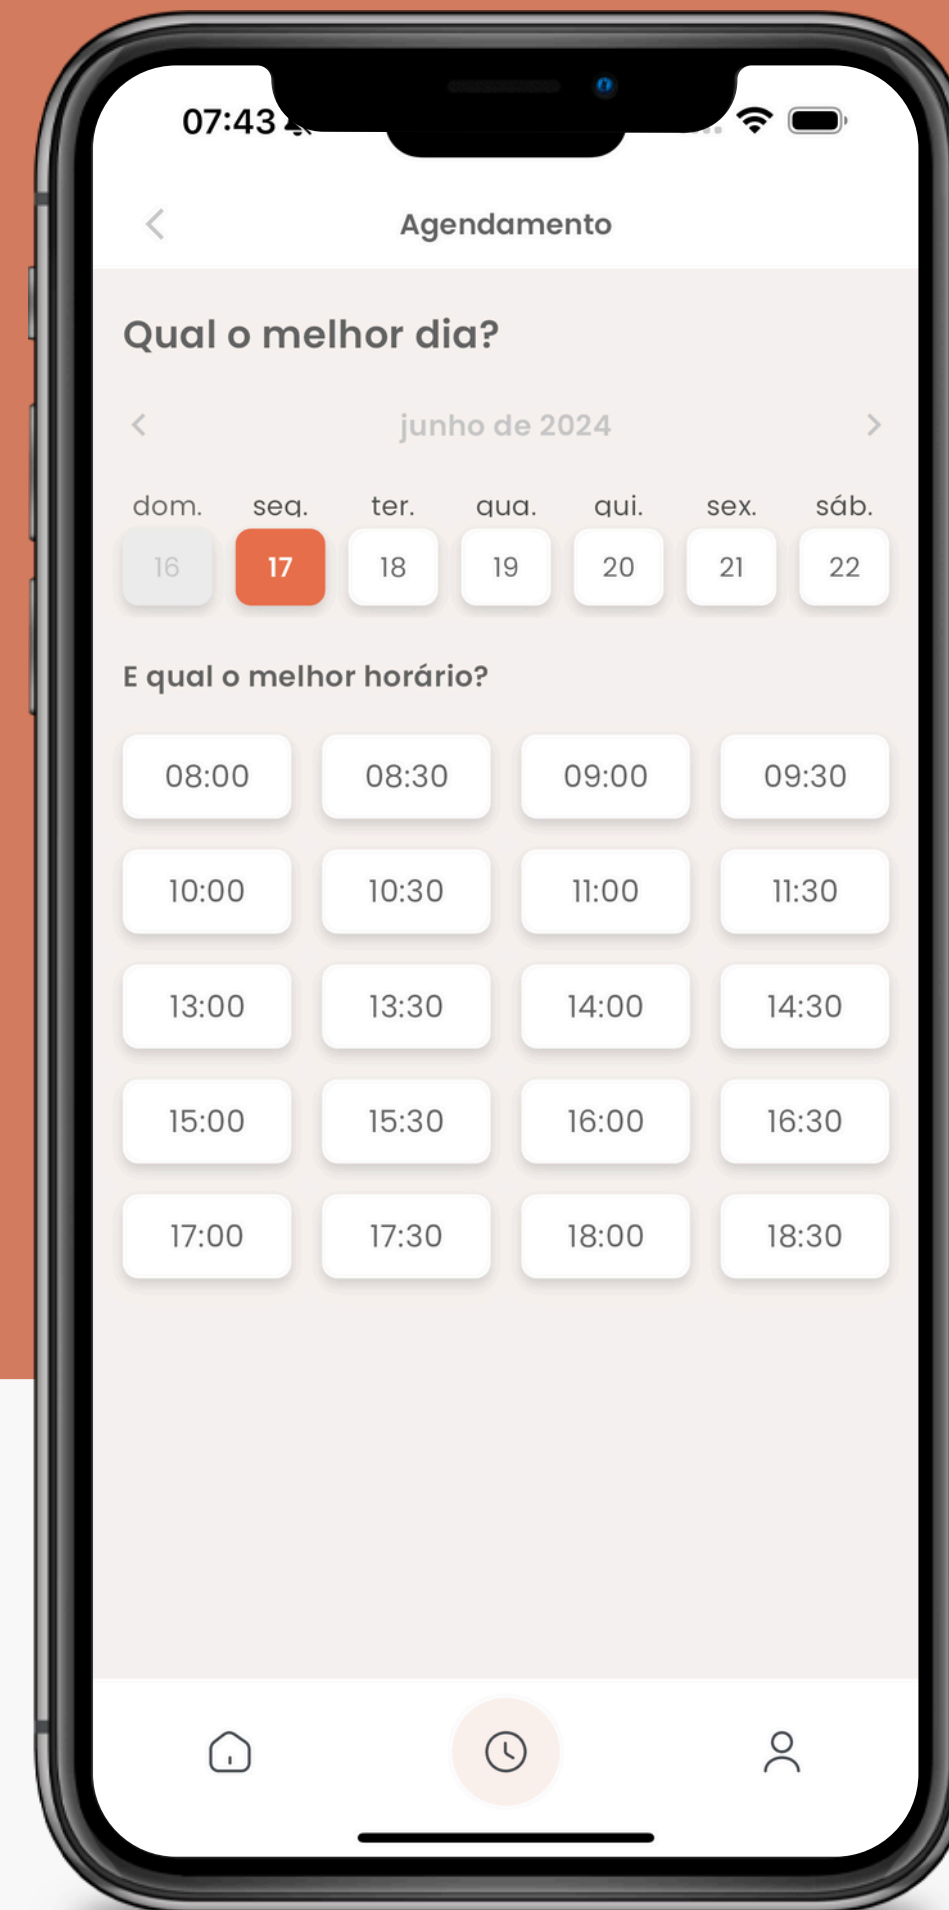 07:43
Agendamento
Qual o melhor dia?
junho de 2024
dom. seg. ter. qua. qui. sex. sáb.
16 17 18 19 20 21 22
E qual o melhor horário?
08:00 08:30 09:00 09:30
10:00 10:30 11:00 11:30
13:00 13:30 14:00 14:30
15:00 15:30 16:00 16:30
17:00 17:30 18:00 18:30